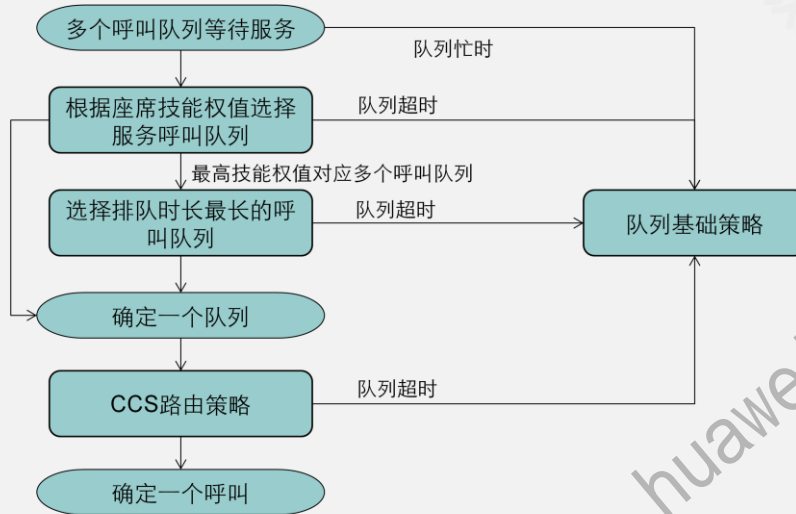 多个呼叫队列等待服务
队列忙时
根据座席技能权值选择
服务呼叫队列
队列超时
最高技能权值对应多个呼叫队列
选择排队时长最长的呼
叫队列
队列超时
队列基础策略
确定一个队列
CCS路由策略
队列超时
确定一个呼叫
huawei